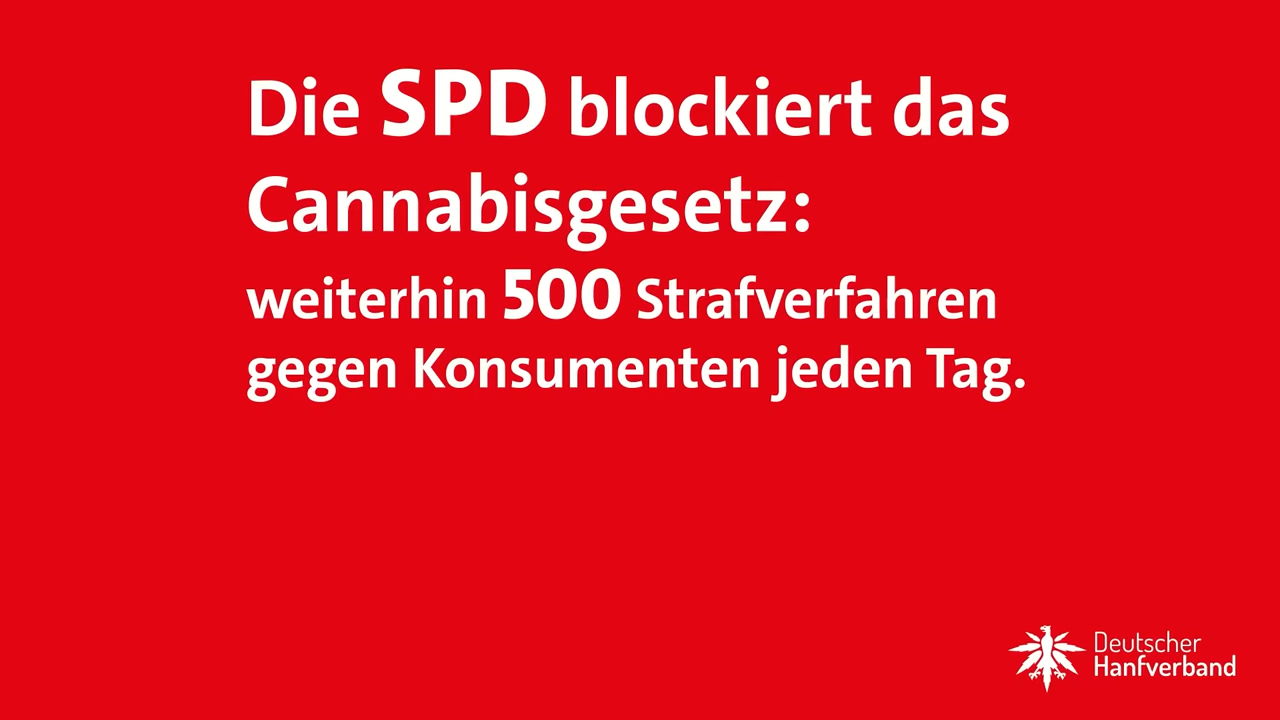 Die SPD blockiert das
Cannabisgesetz:
weiterhin 500 Strafverfahren
gegen Konsumenten jeden Tag.
Deutscher
Hanfverband